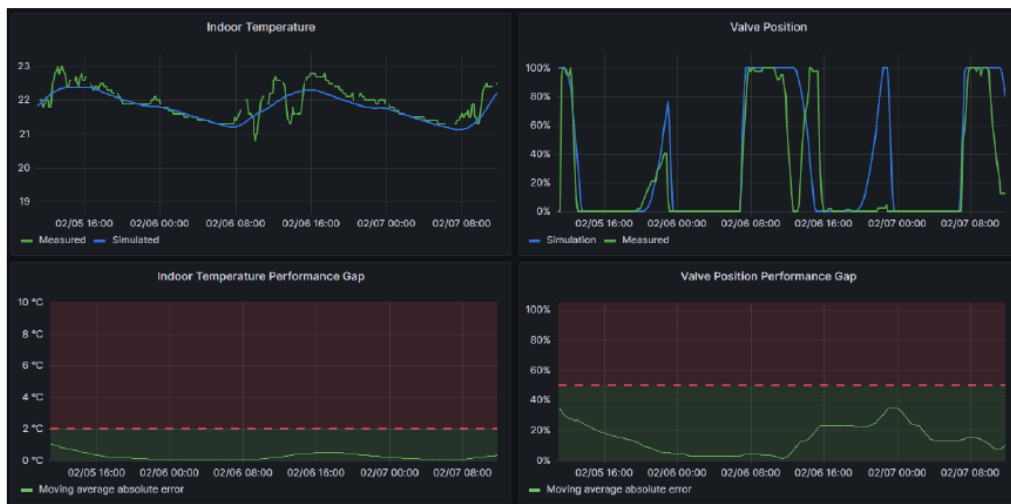 Indoor Temperature
23
22
21
20
19
02/05 16:00 02/06 00:00 02/06 08:00 02/06 16:00 02/07 00:00 02/07 08:00
Measured Simulated
Valve Position
100%
80%
60%
40%
20%
0%
02/05 16:00 02/06 00:00 02/06 08:00 02/06 16:00 02/07 00:00 02/07 08:00
Simulation Measured
Indoor Temperature Performance Gap
10 °C
8 °C
6 °C
4 °C
2 °C
0 °C
02/05 16:00 02/06 00:00 02/06 08:00 02/06 16:00 02/07 00:00 02/07 08:00
Moving average absolute error
Valve Position Performance Gap
100%
80%
60%
40%
20%
0%
02/05 16:00 02/06 00:00 02/06 08:00 02/06 16:00 02/07 00:00 02/07 08:00
Moving average absolute error